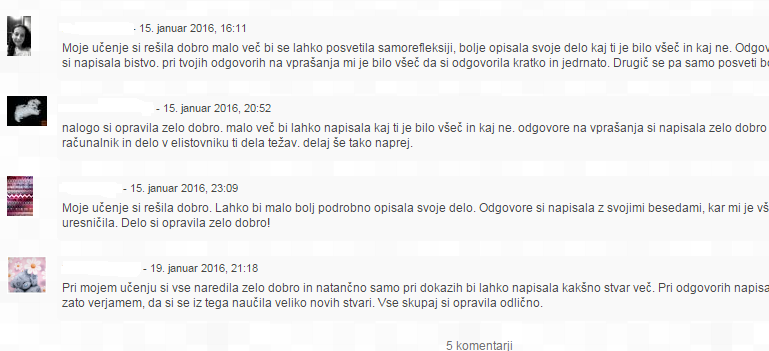 - 15. januar 2016, 16:11
Moje učenje si rešila dobro malo več bi se lahko posvetila samorefleksiji, bolje opisala svoje delo kaj ti je bilo všeč in kaj ne. Odgov
si napisala bistvo. pri tvojih odgovorih na vprašanja mi je bilo všeč da si odgovorila kratko in jedrnato. Drugič se pa samo posveti bo
- 15. januar 2016, 20:52
nalogo si opravila zelo dobro. malo več bi lahko napisala kaj ti je bilo všeč in kaj ne. odgovore na vprašanja si napisala zelo dobro
računalnik in delo v elistovniku ti dela težav. delaj še tako naprej.
- 15. januar 2016, 23:09
Moje učenje si rešila dobro. Lahko bi malo bolj podrobno opisala svoje delo. Odgovore si napisala z svojimi besedami, kar mi je vš
uresničila. Delo si opravila zelo dobro!
- 19. januar 2016, 21:18
Pri mojem učenju si vse naredila zelo dobro in natančno samo pri dokazih bi lahko napisala kakšno stvar več. Pri odgovorih napisa
zato verjamem, da si se iz tega naučila veliko novih stvari. Vse skupaj si opravila odlično.
5 komentarji